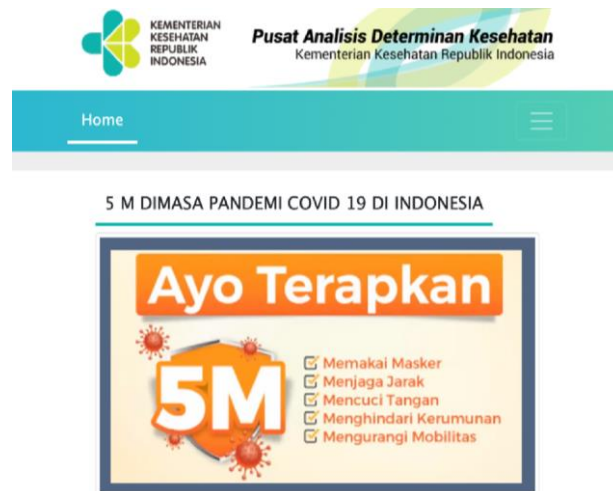 KEMENTERIAN
KESEHATAN
REPUBLIK
INDONESIA
Pusat Analisis Determinan Kesehatan
Kementerian Kesehatan Republik Indonesia
Home
5 M DIMASA PANDEMI COVID 19 DI INDONESIA
Ayo Terapkan
5M
Memakai Masker
Menjaga Jarak
Mencuci Tangan
Menghindari Kerumunan
Mengurangi Mobilitas